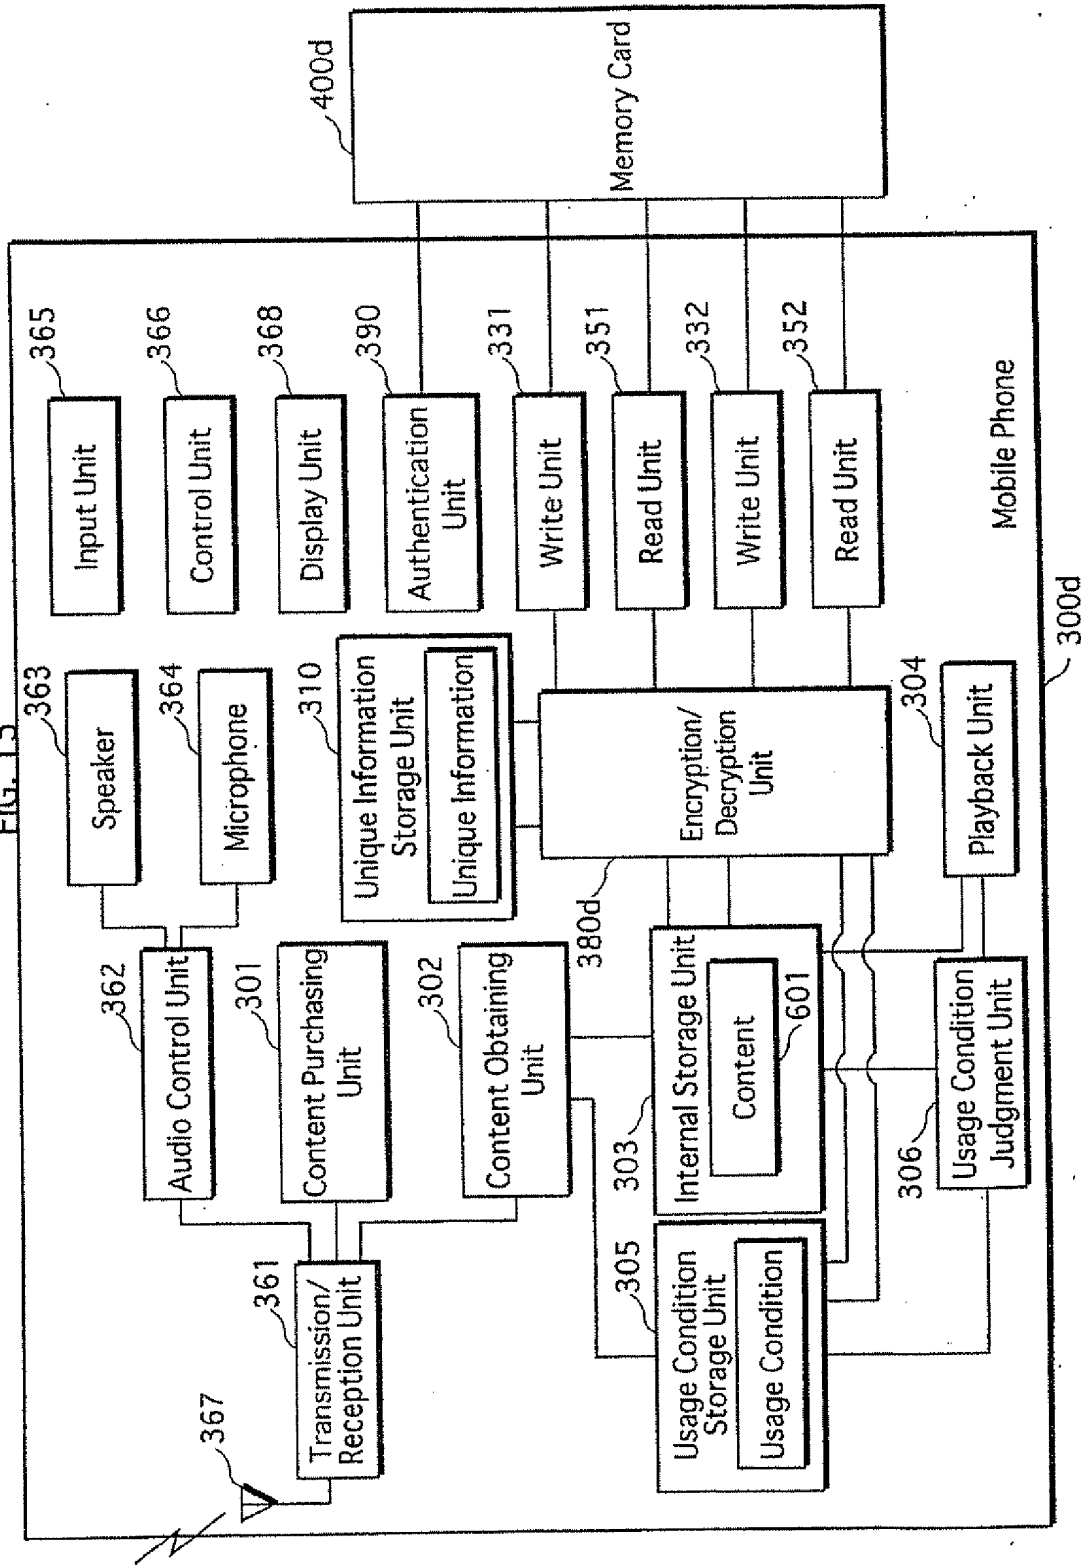 FIG.
367
361
Transmission/
Reception Unit
362
Audio Control Unit
363
Speaker
364
Microphone
365
Input Unit
366
Control Unit
368
Display Unit
301
Content Purchasing
Unit
302
Content Obtaining
Unit
310
Unique Information
Storage Unit
Unique Information
390
Authentication
Unit
331
Write Unit
351
Read Unit
332
Write Unit
352
Read Unit
400d
Memory Card
380d
Encryption/
Decryption
Unit
305
Usage Condition
Storage Unit
Usage Condition
303
Internal Storage Unit
Content
601
306
Usage Condition
Judgment Unit
304
Playback Unit
Mobile Phone
300d